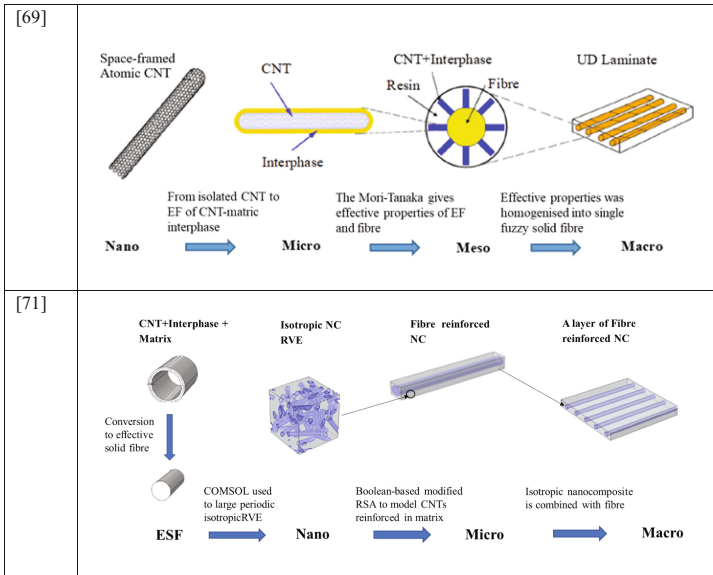 [69]
Space-framed
Atomic CNT
CNT
Interphase
CNT+Interphase
Resin
Fibre
UD Laminate
From isolated CNT to
EF of CNT-matric
interphase
The Mori-Tanaka gives
effective properties of EF
and fibre
Effective properties was
homogenised into single
fuzzy solid fibre
Nano
Micro
Meso
Macro
[71]
CNT+Interphase +
Matrix
Isotropic NC
RVE
Fibre reinforced
NC
A layer of Fibre
reinforced NC
Conversion
to effective
solid fibre
COMSOL used
to large periodic
isotropicRVE
Boolean-based modified
RSA to model CNTs
reinforced in matrix
Isotropic nanocomposite
is combined with fibre
ESF
Nano
Micro
Macro